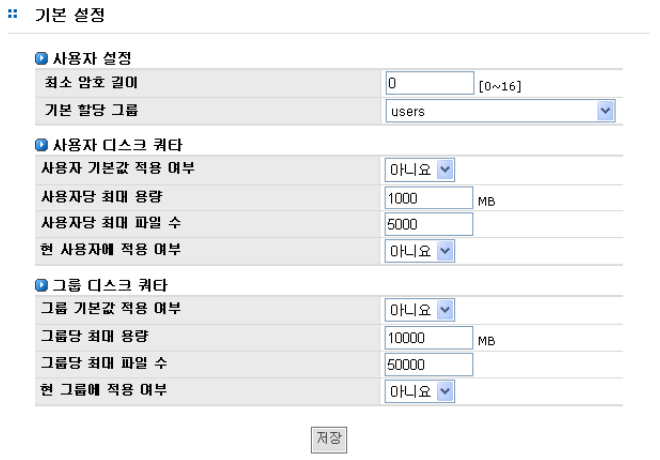 기본 설정
사용자 설정
최소 암호 길이 0 [0~16]
기본 할당 그룹 users
사용자 디스크 쿼타
사용자 기본값 적용 여부 아니요
사용자당 최대 용량 1000 MB
사용자당 최대 파일 수 5000
현 사용자에 적용 여부 아니요
그룹 디스크 쿼타
그룹 기본값 적용 여부 아니요
그룹당 최대 용량 10000 MB
그룹당 최대 파일 수 50000
현 그룹에 적용 여부 아니요
저장